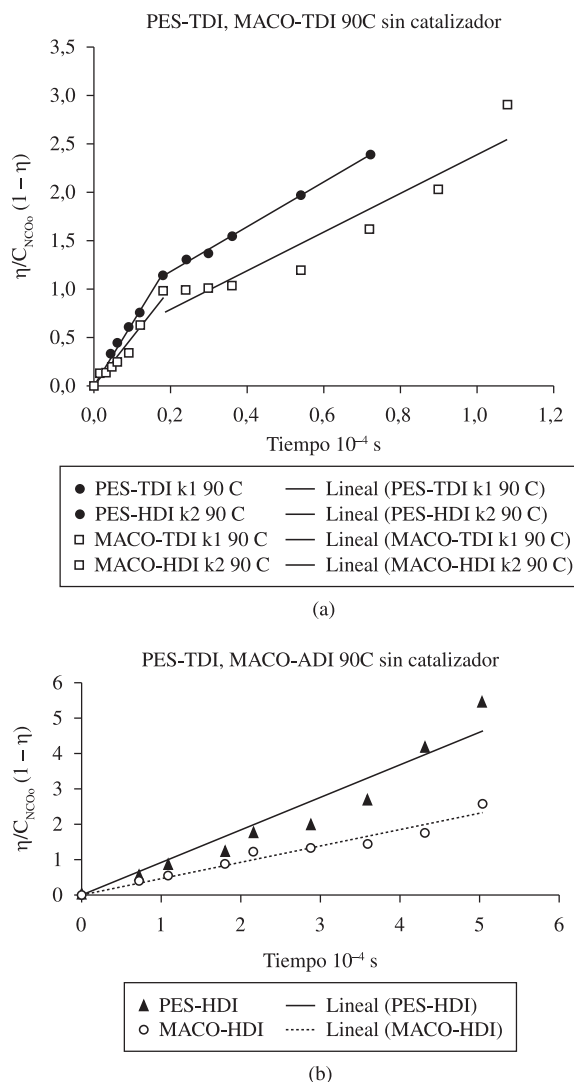 PES-TDI, MACO-TDI 90C sin catalizador
η/C_NCO₀ (1 − η)
3,5
3,0
2,5
2,0
1,5
1,0
0,5
0,0
0,0 0,2 0,4 0,6 0,8 1,0 1,2
Tiempo 10⁻⁴ s
PES-TDI k1 90 C Lineal (PES-TDI k1 90 C)
PES-HDI k2 90 C Lineal (PES-HDI k2 90 C)
MACO-TDI k1 90 C Lineal (MACO-TDI k1 90 C)
MACO-HDI k2 90 C Lineal (MACO-HDI k2 90 C)
(a)
PES-TDI, MACO-ADI 90C sin catalizador
η/C_NCO₀ (1 − η)
6
5
4
3
2
1
0
0 1 2 3 4 5 6
Tiempo 10⁻⁴ s
PES-HDI Lineal (PES-HDI)
MACO-HDI Lineal (MACO-HDI)
(b)